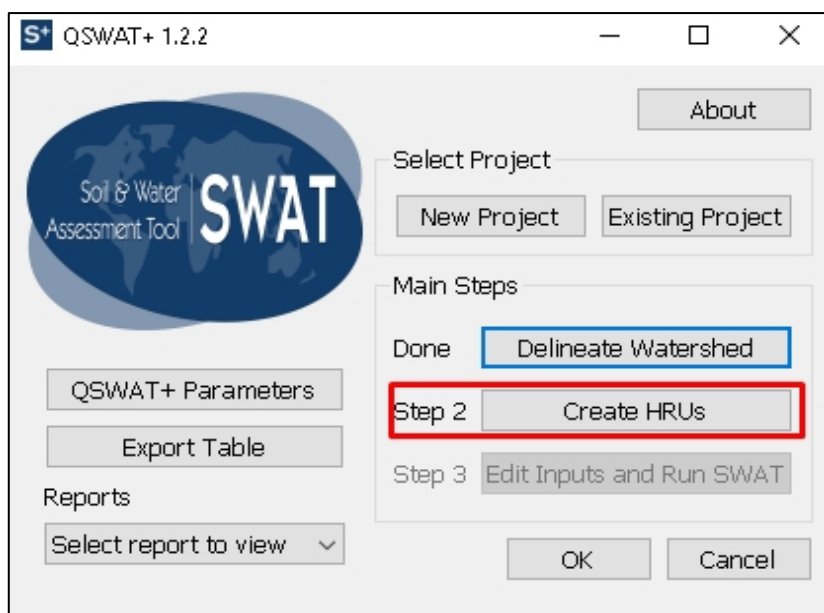 S+ QSWAT+ 1.2.2
About
Soil & Water
Assessment Tool
SWAT
Select Project
New Project Existing Project
Main Steps
Done Delineate Watershed
QSWAT+ Parameters
Step 2 Create HRUs
Export Table
Step 3 Edit Inputs and Run SWAT
Reports
Select report to view
OK Cancel